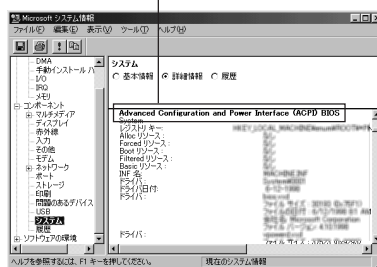 Microsoft システム情報
ファイル(F) 編集(E) 表示(V) ツール(T) ヘルプ(H)
DMA
手動インストール ハ
I/O
IRQ
メモリ
コンポーネント
マルチメディア
ディスプレイ
赤外線
入力
その他
モデム
ネットワーク
ポート
ストレージ
印刷
問題のあるデバイス
USB
システム
履歴
ソフトウェアの環境
システム
基本情報 詳細情報 履歴
Advanced Configuration and Power Interface (ACPI) BIOS
System
レジストリ キー:
Alloc リソース:
Forced リソース:
Boot リソース:
Filtered リソース:
Basic リソース:
INF 名:
ドライバ:
ドライバ日付:
ドライバ:
ドライバ:
ヘルプを参照するには、F1 キーを押してください。 現在のシステム情報